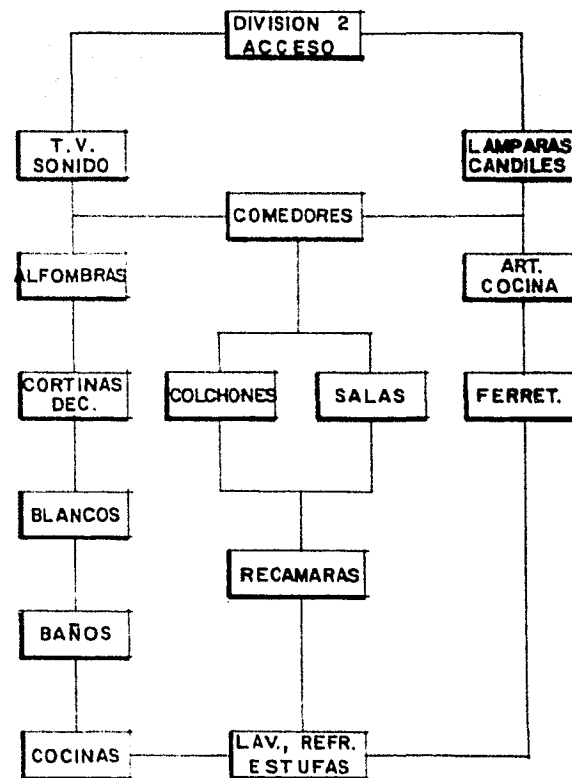 DIVISION 2
ACCESO
T.V.
SONIDO
LAMPARAS
CANDILES
COMEDORES
ALFOMBRAS
ART.
COCINA
CORTINAS
DEC.
COLCHONES
SALAS
FERRET.
BLANCOS
RECAMARAS
BAÑOS
COCINAS
LAV., REFR.
ESTUFAS